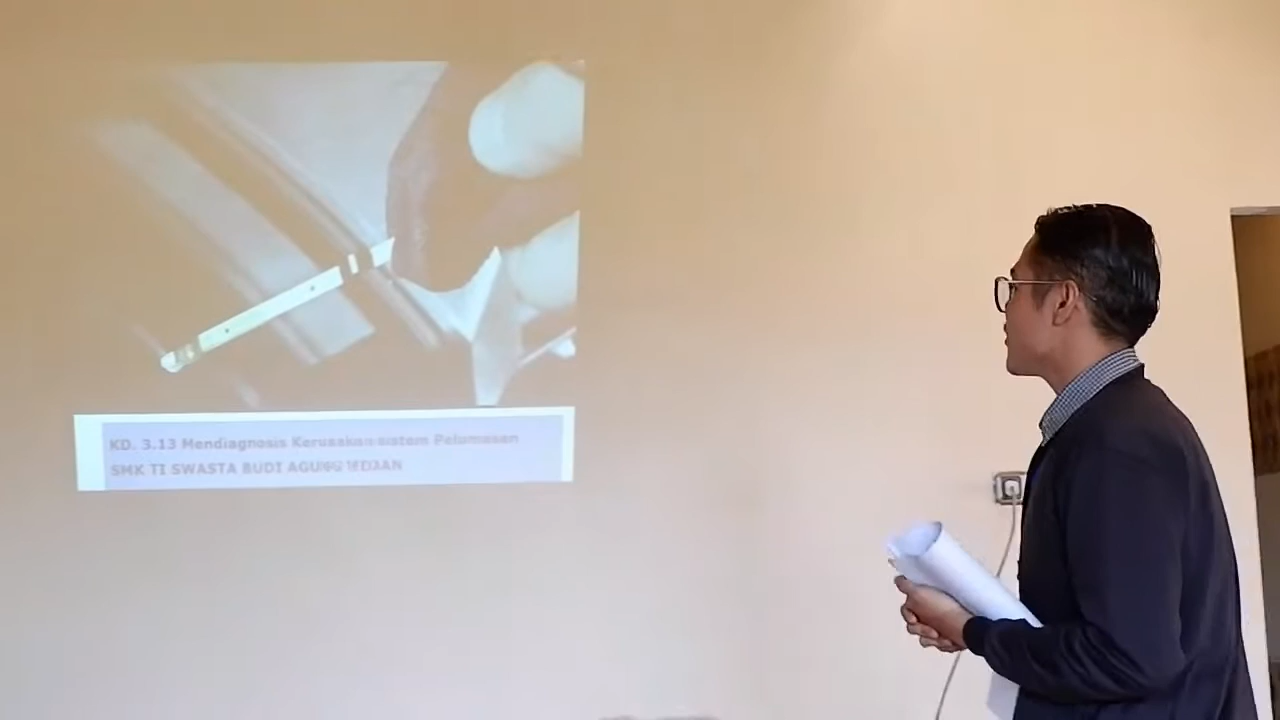 KD. 3.13 Mendiagnosis Kerusakan sistem Pelumasan
SMK TI SWASTA BUDI AGUNG MEDAN